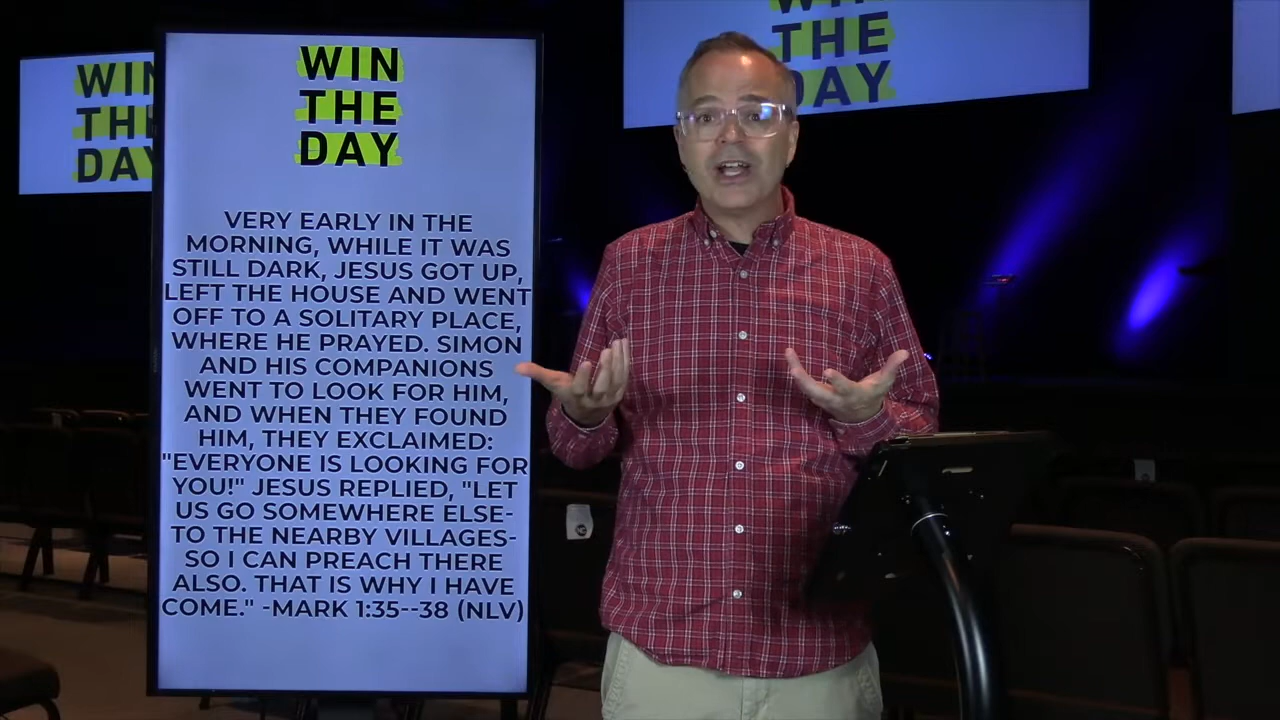 WIN
THE
DAY
VERY EARLY IN THE
MORNING, WHILE IT WAS
STILL DARK, JESUS GOT UP,
LEFT THE HOUSE AND WENT
OFF TO A SOLITARY PLACE,
WHERE HE PRAYED. SIMON
AND HIS COMPANIONS
WENT TO LOOK FOR HIM,
AND WHEN THEY FOUND
HIM, THEY EXCLAIMED:
"EVERYONE IS LOOKING FOR
YOU!" JESUS REPLIED, "LET
US GO SOMEWHERE ELSE-
TO THE NEARBY VILLAGES-
SO I CAN PREACH THERE
ALSO. THAT IS WHY I HAVE
COME." -MARK 1:35--38 (NLV)
WIN
THE
DAY
WIN
THE
DAY